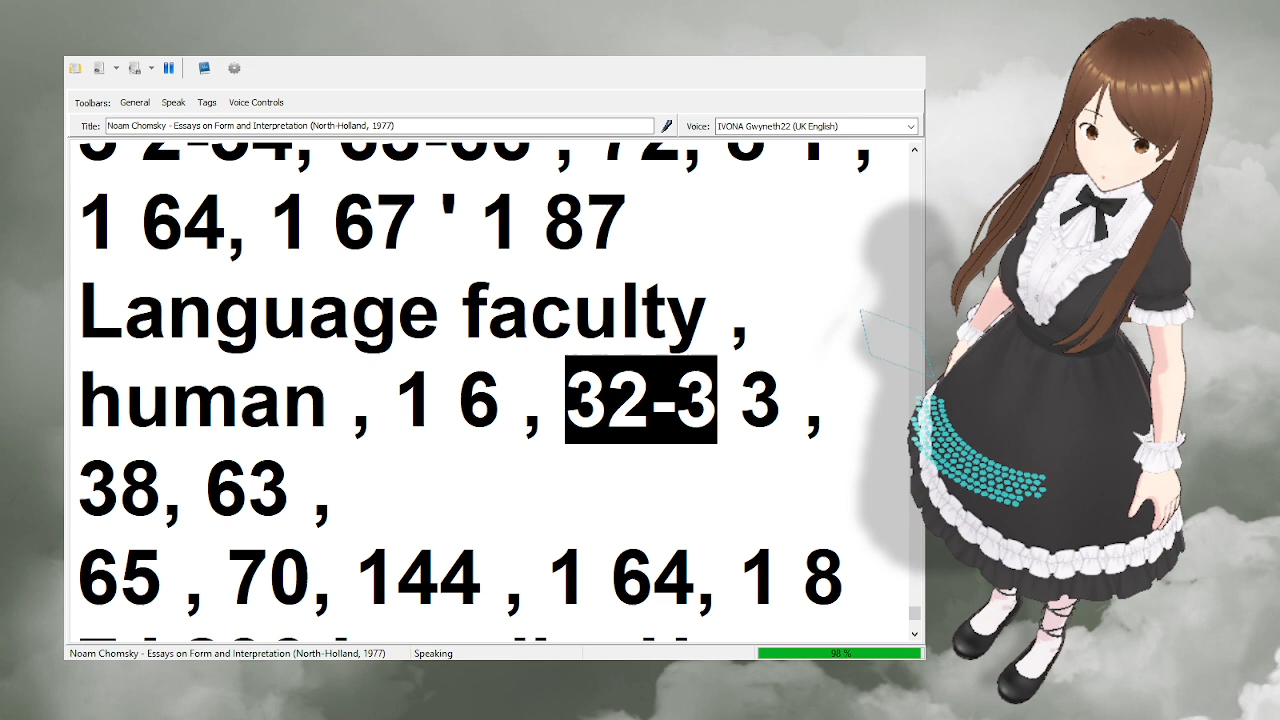 Toolbars: General Speak Tags Voice Controls
Title: Noam Chomsky - Essays on Form and Interpretation (North-Holland, 1977) Voice: IVONA Gwyneth22 (UK English)
1 64, 1 67 ' 1 87
Language faculty ,
human , 1 6 , 32-3 3 ,
38, 63 ,
65 , 70, 144 , 1 64, 1 8
Noam Chomsky - Essays on Form and Interpretation (North-Holland, 1977) Speaking 98 %